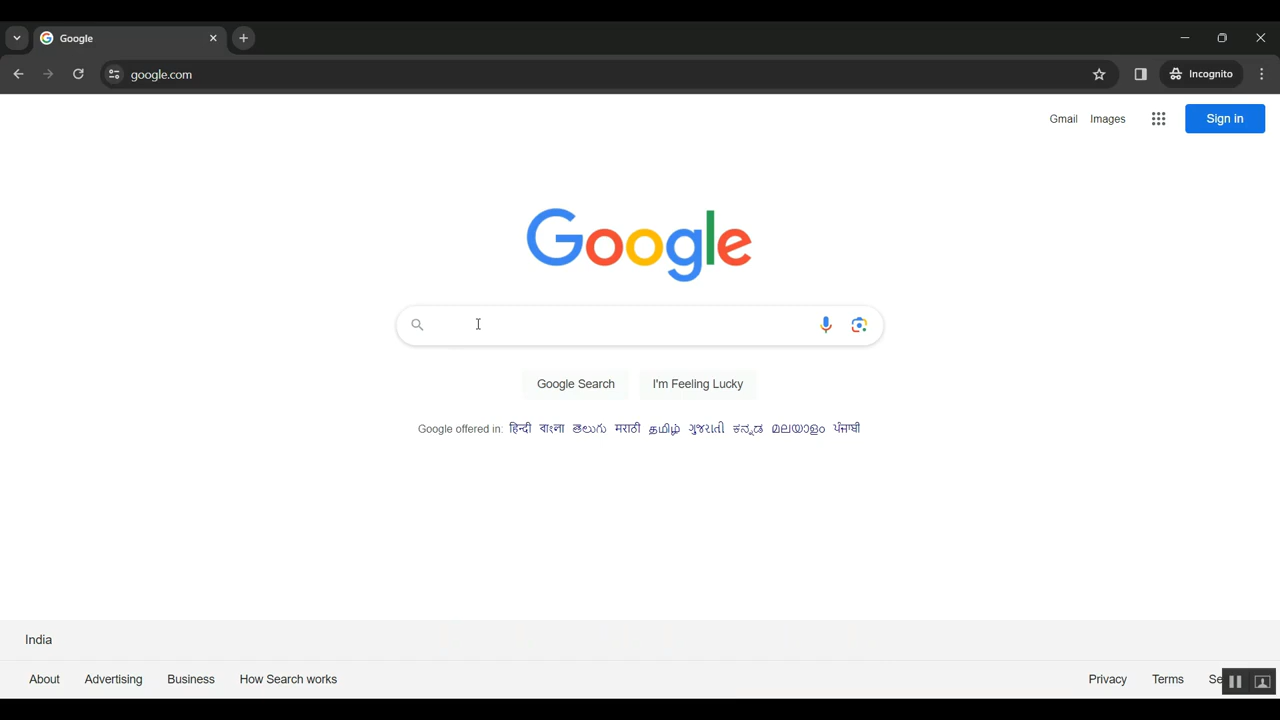 Google
google.com
Incognito
Gmail Images
Sign in
Google
Google Search I'm Feeling Lucky
Google offered in: हिन्दी বাংলা తెలుగు मराठी தமிழ் ગુજરાતી ಕನ್ನಡ മലയാളം ਪੰਜਾਬੀ
India
About Advertising Business How Search works Privacy Terms